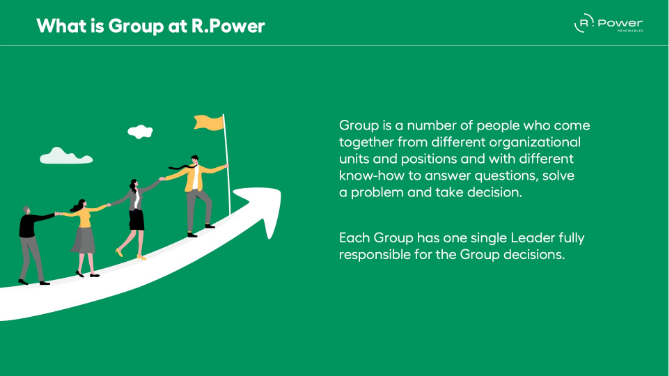 What is Group at R.Power
R. Power
RENEWABLES
Group is a number of people who come
together from different organizational
units and positions and with different
know-how to answer questions, solve
a problem and take decision.
Each Group has one single Leader fully
responsible for the Group decisions.